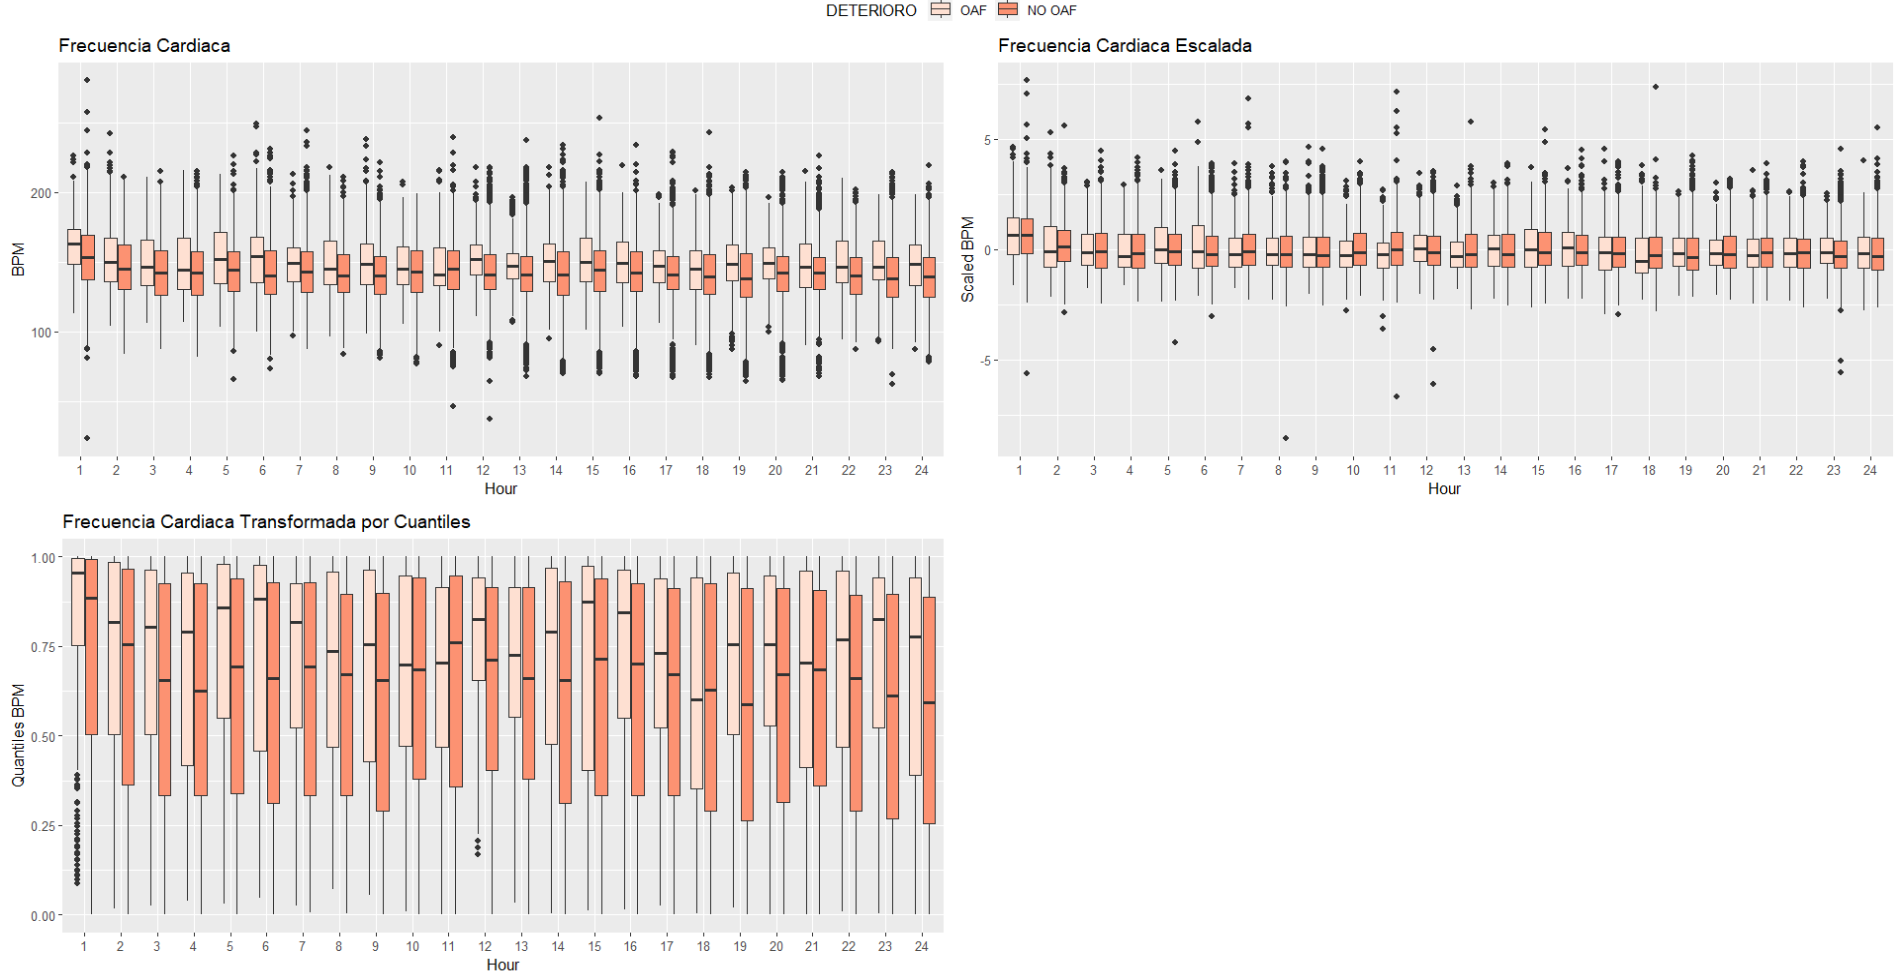 DETERIORO OAF NO OAF
Frecuencia Cardiaca
BPM
200
100
1 2 3 4 5 6 7 8 9 10 11 12 13 14 15 16 17 18 19 20 21 22 23 24
Hour
Frecuencia Cardiaca Escalada
Scaled BPM
5
0
-5
1 2 3 4 5 6 7 8 9 10 11 12 13 14 15 16 17 18 19 20 21 22 23 24
Hour
Frecuencia Cardiaca Transformada por Cuantiles
Quantiles BPM
1.00
0.75
0.50
0.25
0.00
1 2 3 4 5 6 7 8 9 10 11 12 13 14 15 16 17 18 19 20 21 22 23 24
Hour